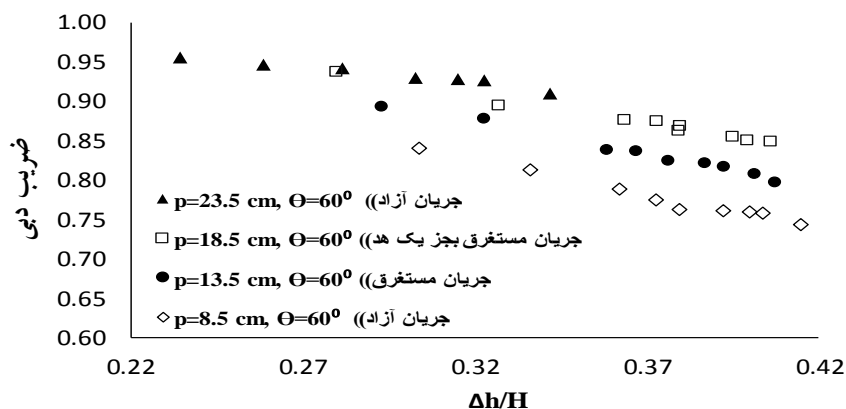 1.00
0.95
0.90
0.85
0.80
0.75
0.70
0.65
0.60
ضریب دبی
▲ p=23.5 cm, Θ=60⁰ ((جریان آزاد
□ p=18.5 cm, Θ=60⁰ ((جریان مستغرق بجز یک هد
● p=13.5 cm, Θ=60⁰ ((جریان مستغرق
◇ p=8.5 cm, Θ=60⁰ ((جریان آزاد
0.22 0.27 0.32 0.37 0.42
Δh/H